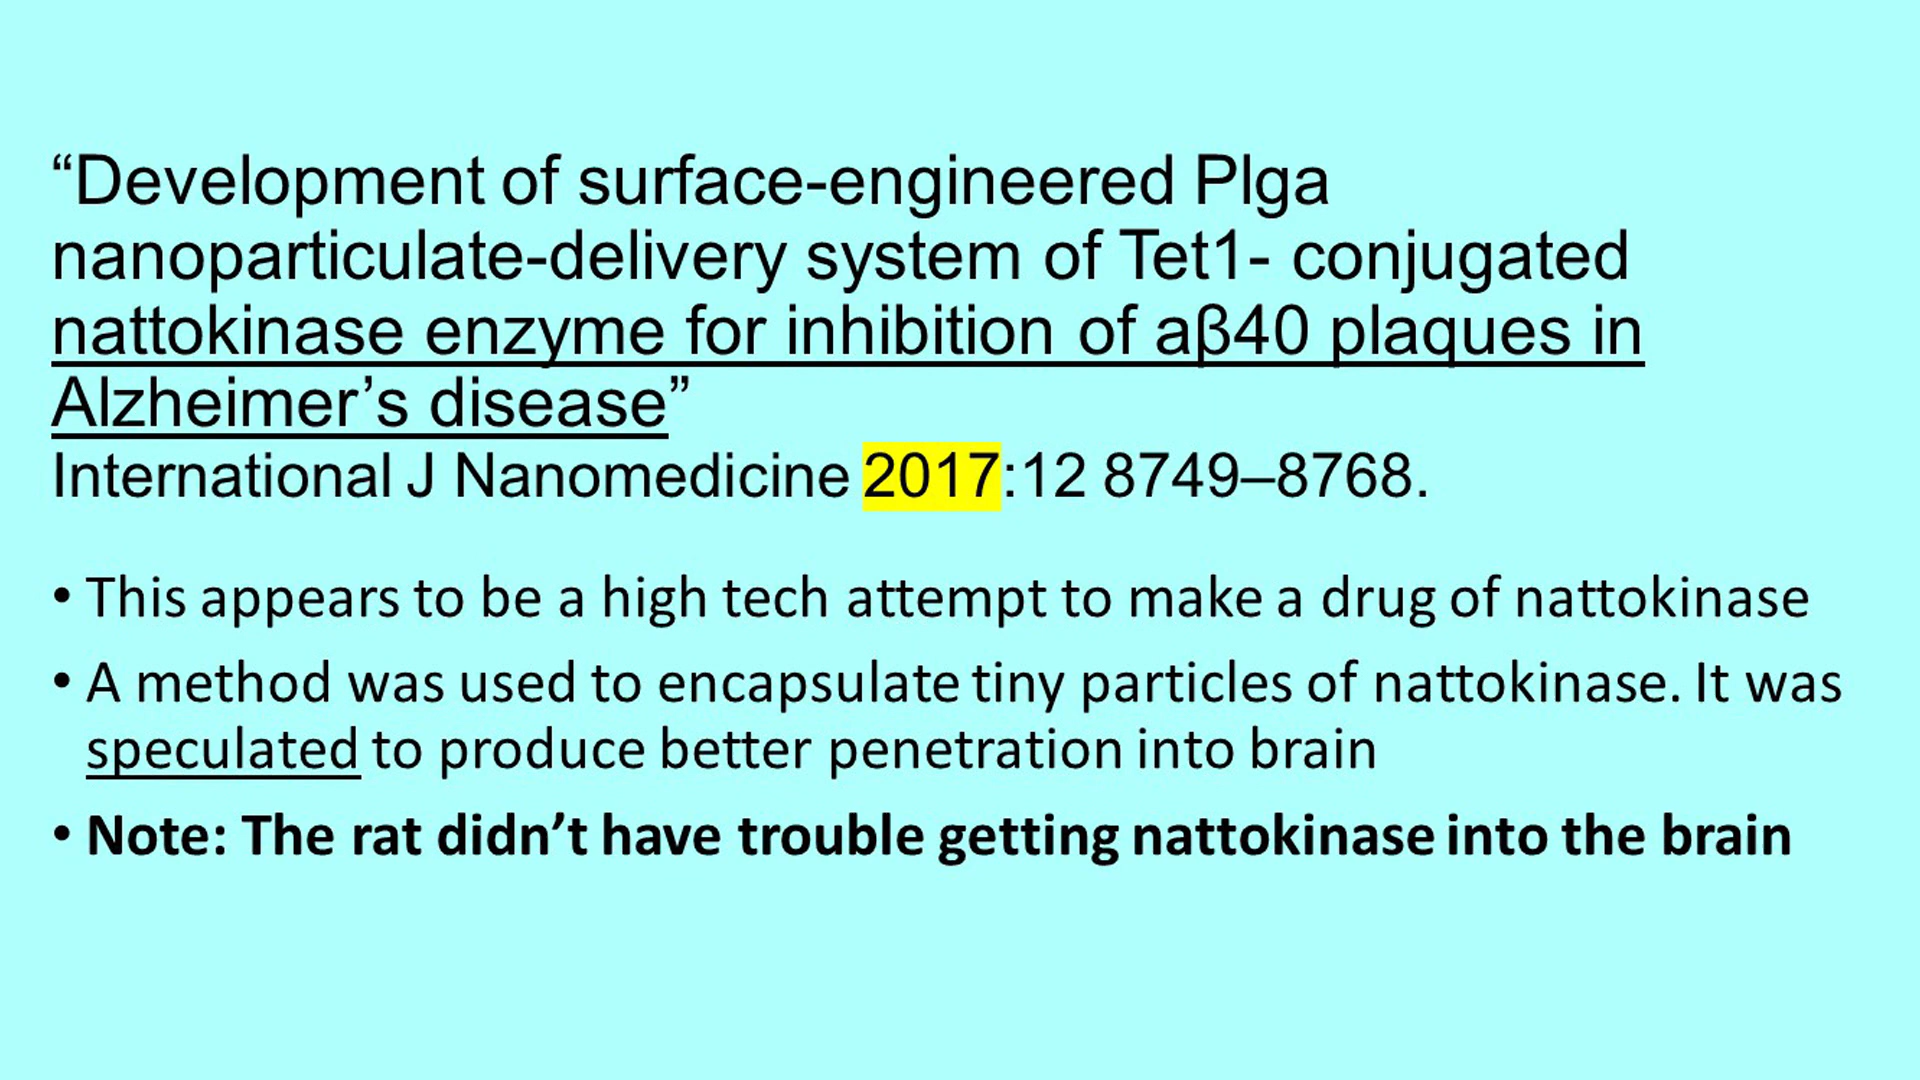 “Development of surface-engineered Plga
nanoparticulate-delivery system of Tet1- conjugated
nattokinase enzyme for inhibition of aβ40 plaques in
Alzheimer’s disease”
International J Nanomedicine 2017:12 8749–8768.
• This appears to be a high tech attempt to make a drug of nattokinase
• A method was used to encapsulate tiny particles of nattokinase. It was
speculated to produce better penetration into brain
• Note: The rat didn’t have trouble getting nattokinase into the brain